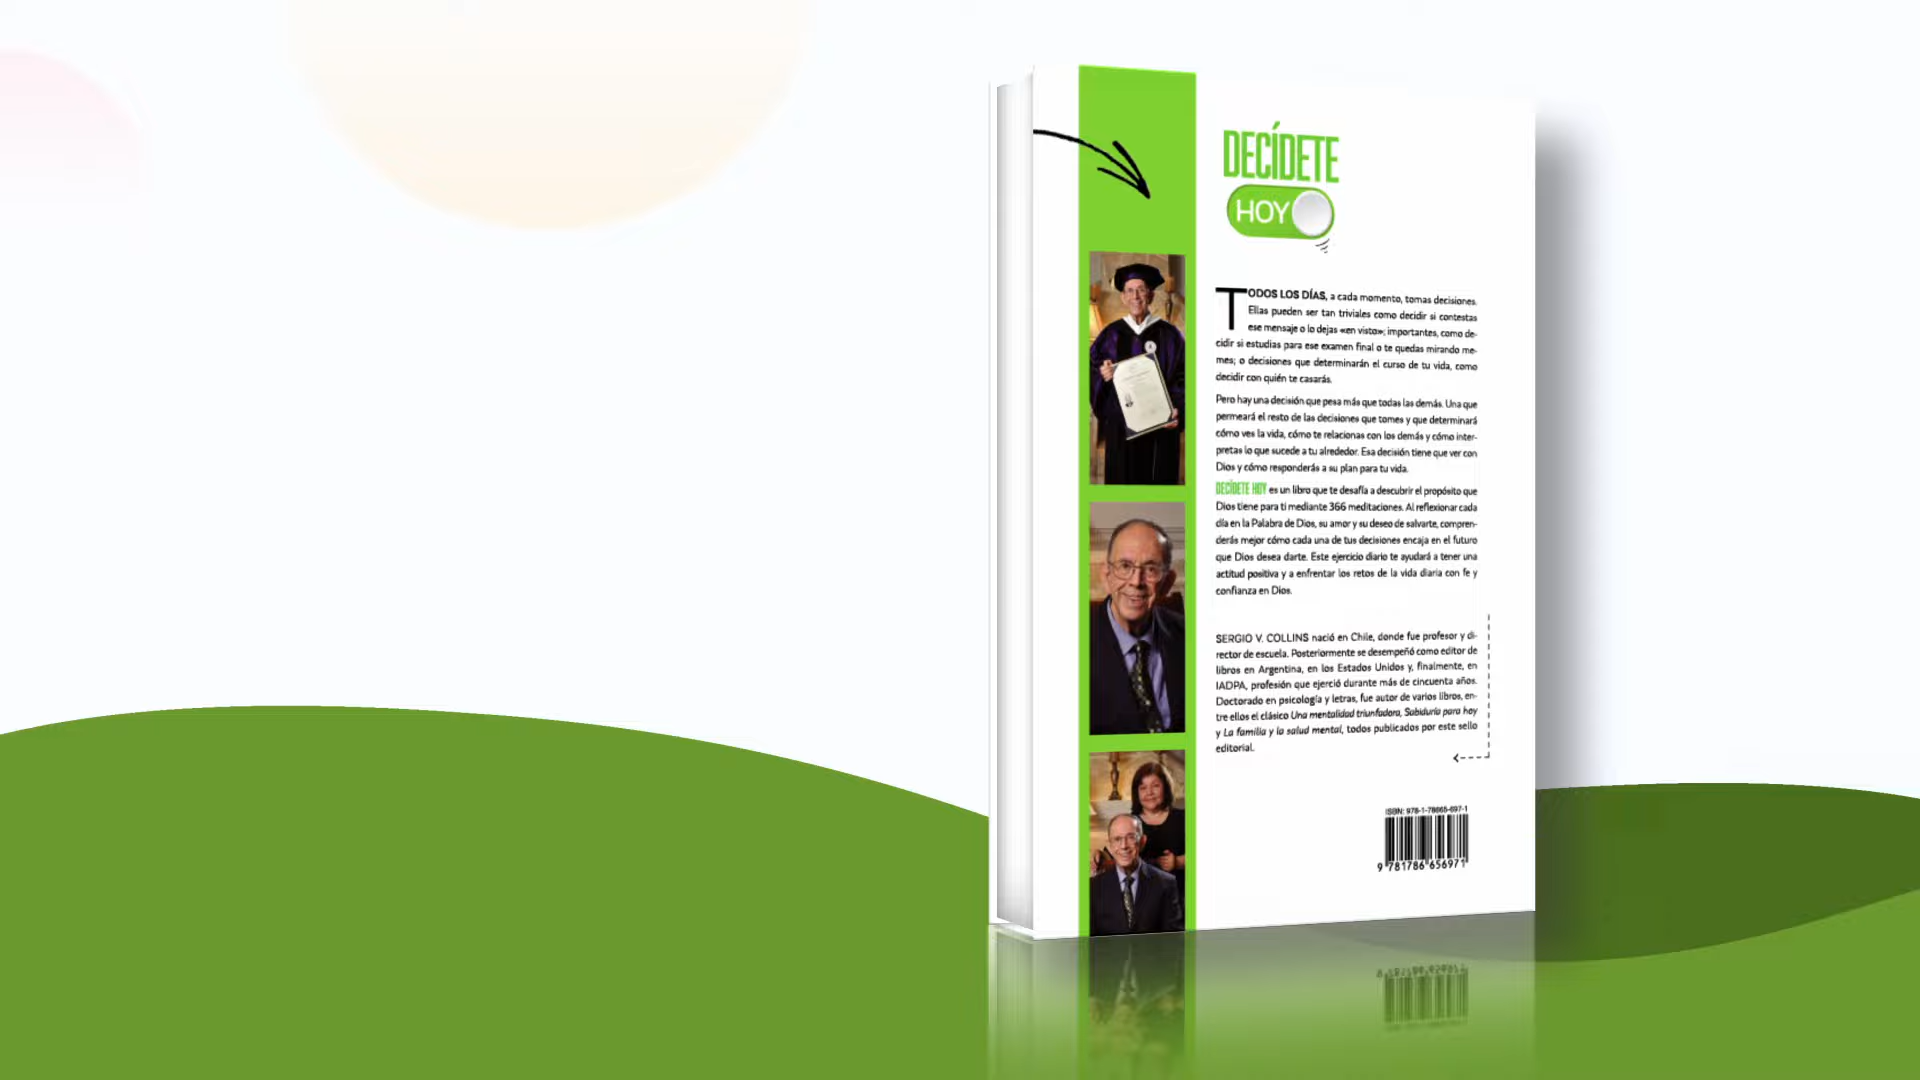 DECÍDETE
HOY
TODOS LOS DÍAS, a cada momento, tomas decisiones.
Ellas pueden ser tan triviales como decidir si contestas
ese mensaje o lo dejas «en visto»; importantes, como de-
cidir si estudias para ese examen final o te quedas mirando me-
mes; o decisiones que determinarán el curso de tu vida, como
decidir con quién te casarás.
Pero hay una decisión que pesa más que todas las demás. Una que
permeará el resto de las decisiones que tomes y que determinará
cómo ves la vida, cómo te relacionas con los demás y cómo inter-
pretas lo que sucede a tu alrededor. Esa decisión tiene que ver con
Dios y cómo responderás a su plan para tu vida.
DECÍDETE HOY es un libro que te desafía a descubrir el propósito que
Dios tiene para ti mediante 366 meditaciones. Al reflexionar cada
día en la Palabra de Dios, su amor y su deseo de salvarte, compren-
derás mejor cómo cada una de tus decisiones encaja en el futuro
que Dios desea darte. Este ejercicio diario te ayudará a tener una
actitud positiva y a enfrentar los retos de la vida diaria con fe y
confianza en Dios.
SERGIO V. COLLINS nació en Chile, donde fue profesor y di-
rector de escuela. Posteriormente se desempeñó como editor de
libros en Argentina, en los Estados Unidos y, finalmente, en
IADPA, profesión que ejerció durante más de cincuenta años.
Doctorado en psicología y letras, fue autor de varios libros, en-
tre ellos el clásico Una mentalidad triunfadora, Sabiduría para hoy
y La familia y la salud mental, todos publicados por este sello
editorial.
ISBN: 978-1-78665-697-1
9 781786 656971